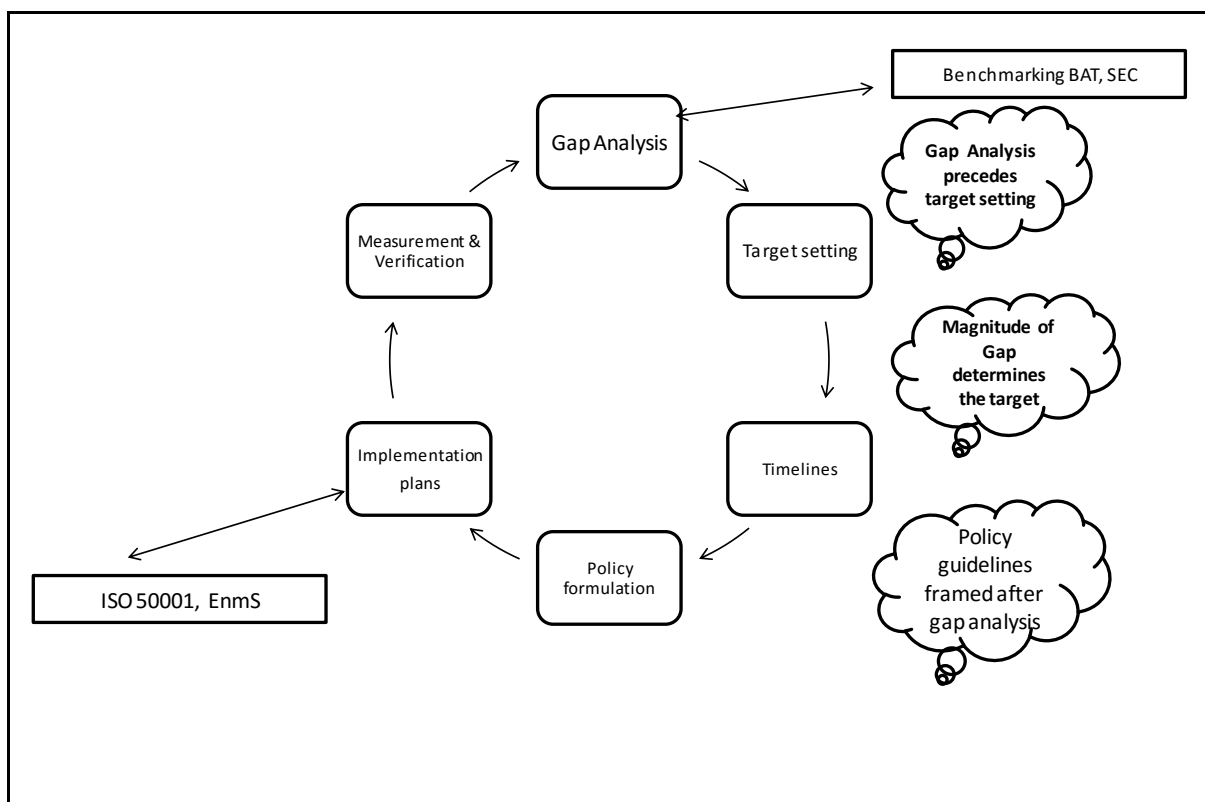 Benchmarking BAT, SEC
Gap Analysis
Gap Analysis
precedes
target setting
Measurement &
Verification
Target setting
Magnitude of
Gap
determines
the target
Implementation
plans
Timelines
Policy
formulation
Policy
guidelines
framed after
gap analysis
ISO 50001, EnmS